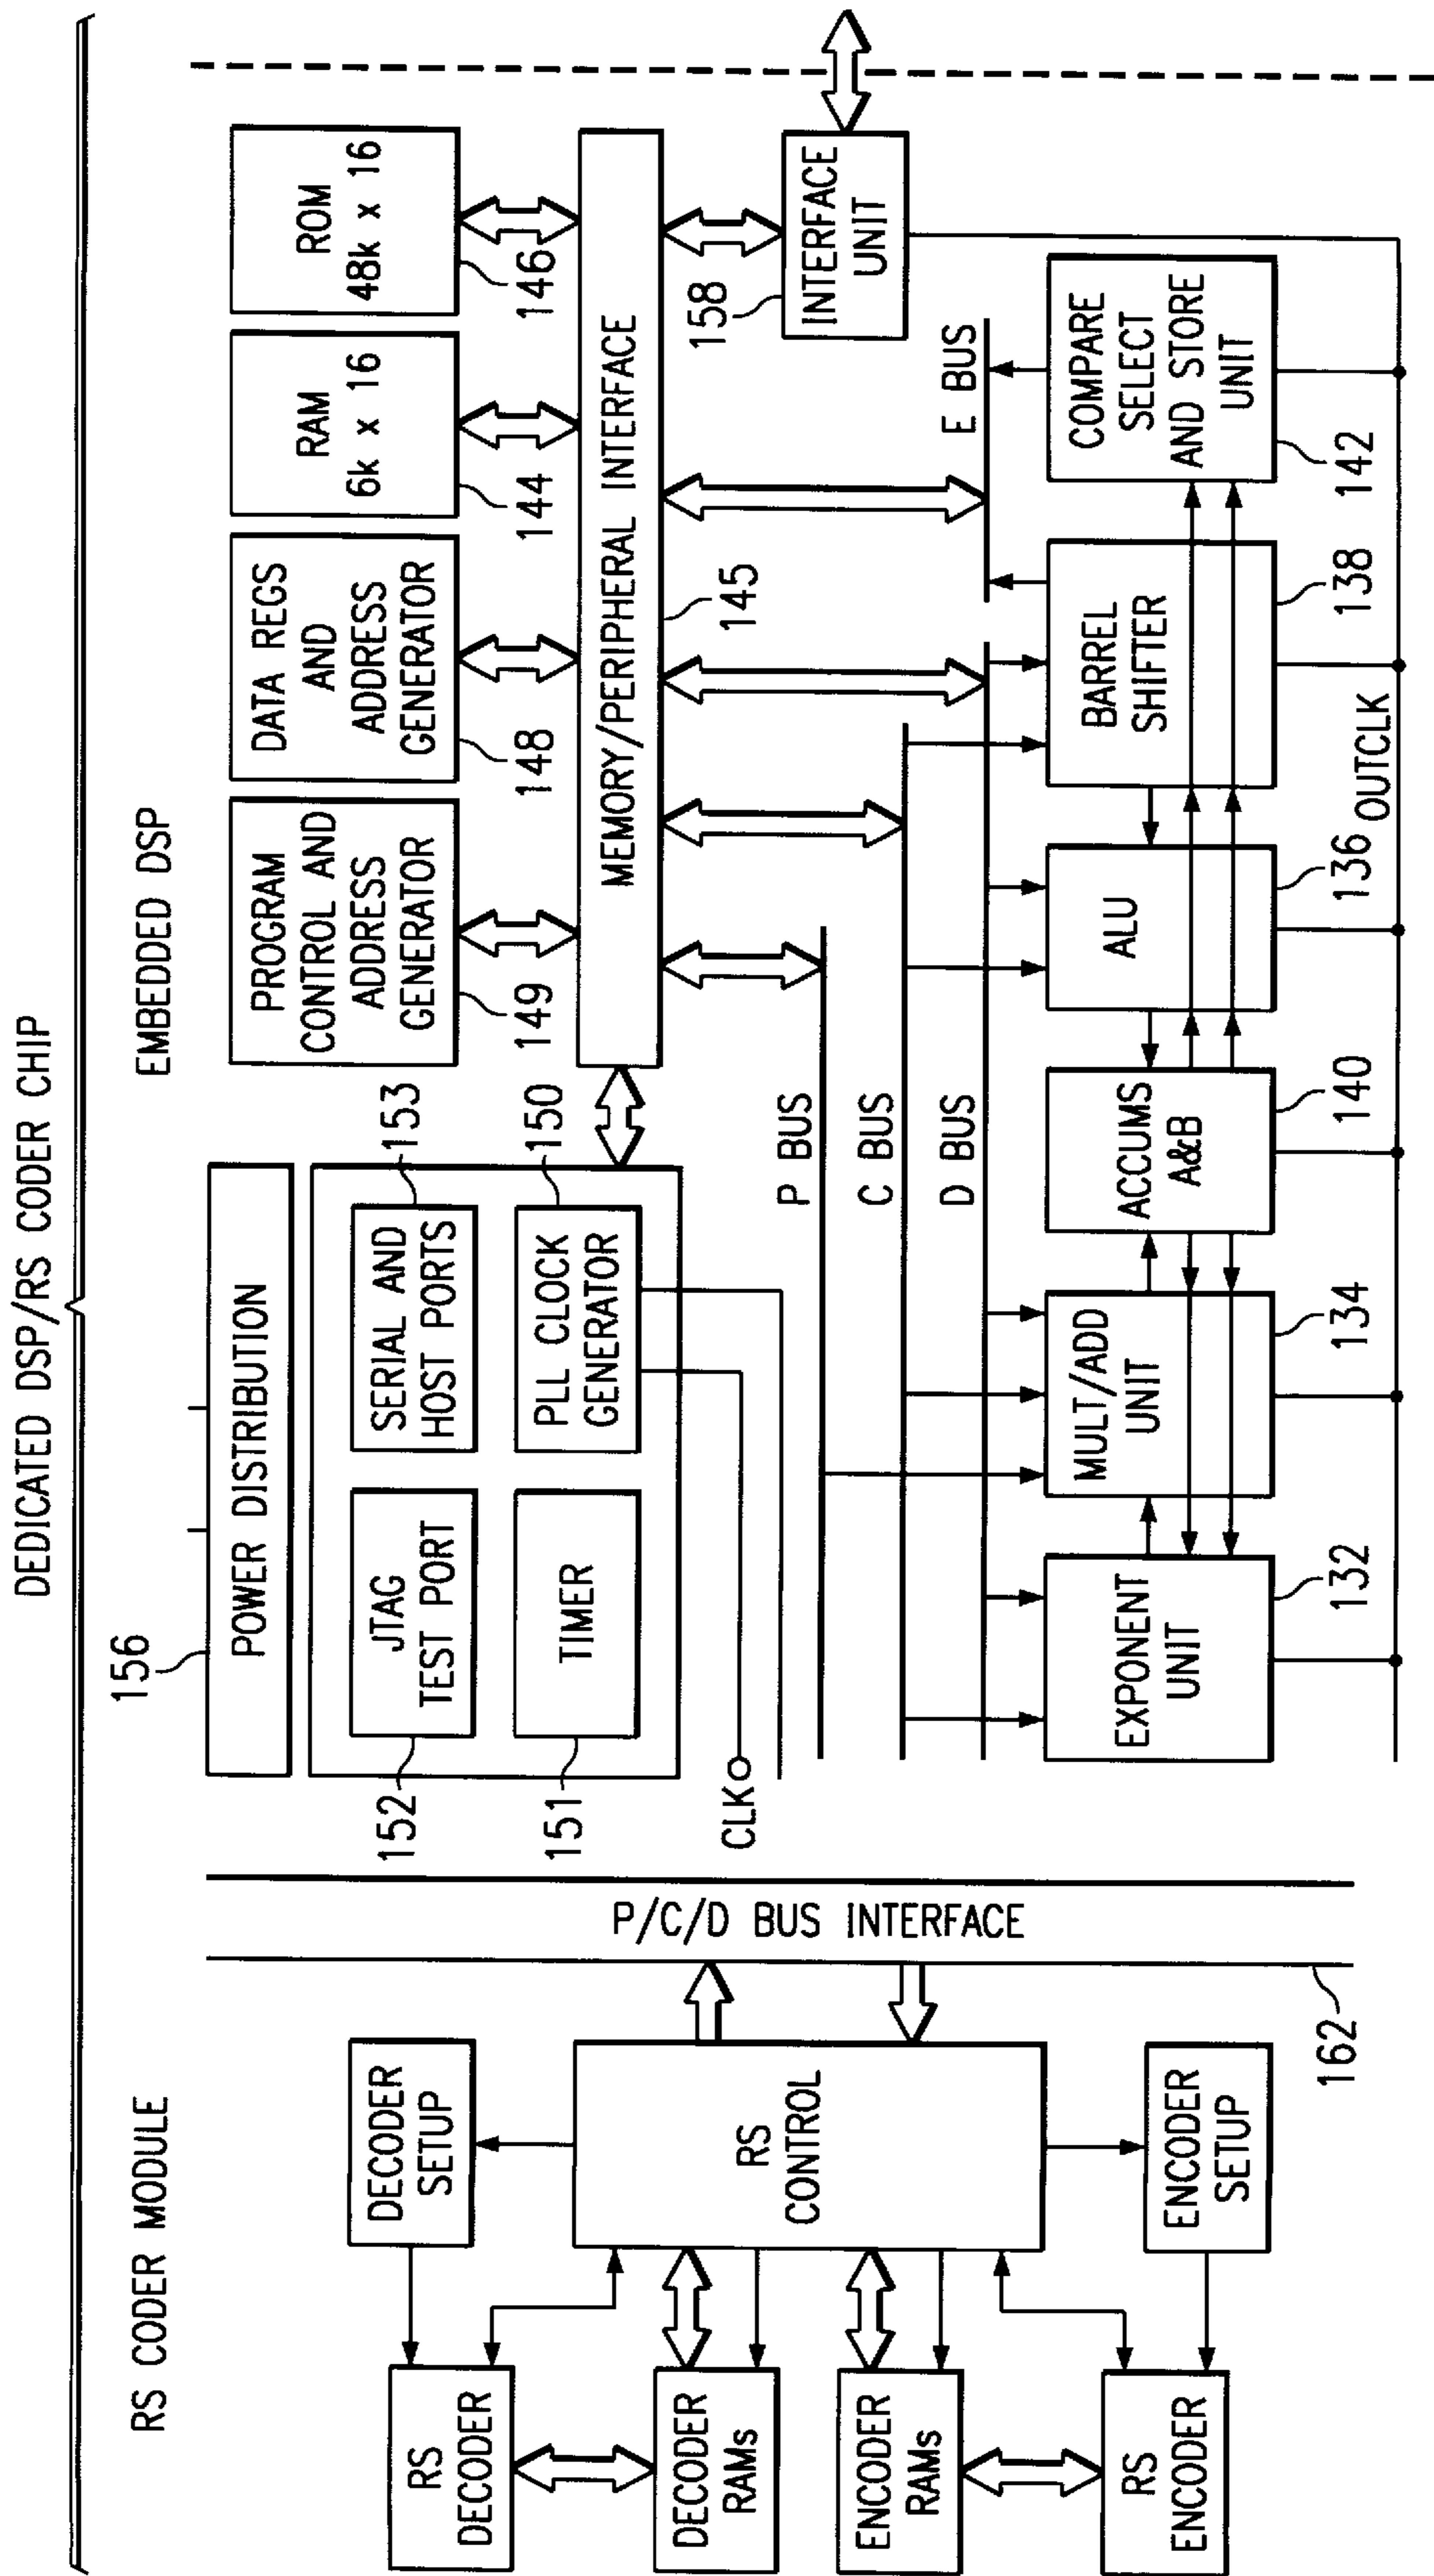 DEDICATED DSP/RS CODER CHIP
RS CODER MODULE
EMBEDDED DSP
RS
DECODER
DECODER
SETUP
DECODER
RAMs
RS
CONTROL
ENCODER
RAMs
RS
ENCODER
ENCODER
SETUP
P/C/D BUS INTERFACE
162
156
POWER DISTRIBUTION
JTAG
TEST PORT
152
SERIAL AND
HOST PORTS
153
TIMER
151
PLL CLOCK
GENERATOR
150
CLK
PROGRAM
CONTROL AND
ADDRESS
GENERATOR
149
DATA REGS
AND
ADDRESS
GENERATOR
148
RAM
6k x 16
144
ROM
48k x 16
146
MEMORY/PERIPHERAL INTERFACE
145
158
INTERFACE
UNIT
P BUS
C BUS
D BUS
E BUS
EXPONENT
UNIT
132
MULT/ADD
UNIT
134
ACCUMS
A&B
140
ALU
136
BARREL
SHIFTER
138
COMPARE
SELECT
AND STORE
UNIT
142
OUTCLK